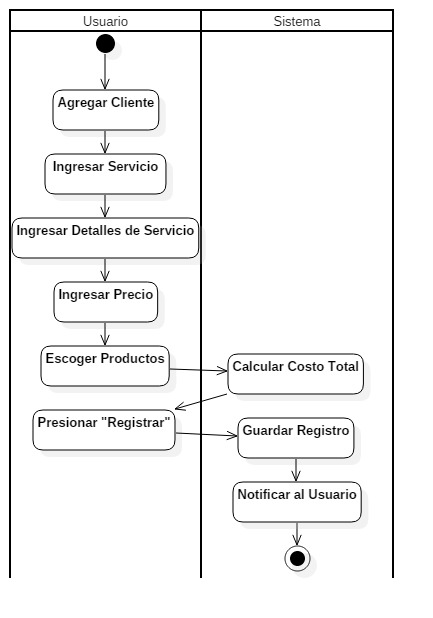 Usuario
Sistema
Agregar Cliente
Ingresar Servicio
Ingresar Detalles de Servicio
Ingresar Precio
Escoger Productos
Calcular Costo Total
Presionar "Registrar"
Guardar Registro
Notificar al Usuario